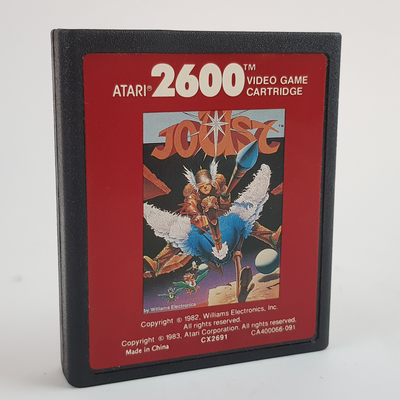 ATARI® 2600™ VIDEO GAME
CARTRIDGE
JOUST
by Williams Electronics
Copyright © 1982, Williams Electronics, Inc.
All rights reserved.
Copyright © 1983, Atari Corporation. All rights reserved.
Made in China CX2691 CA400066-091